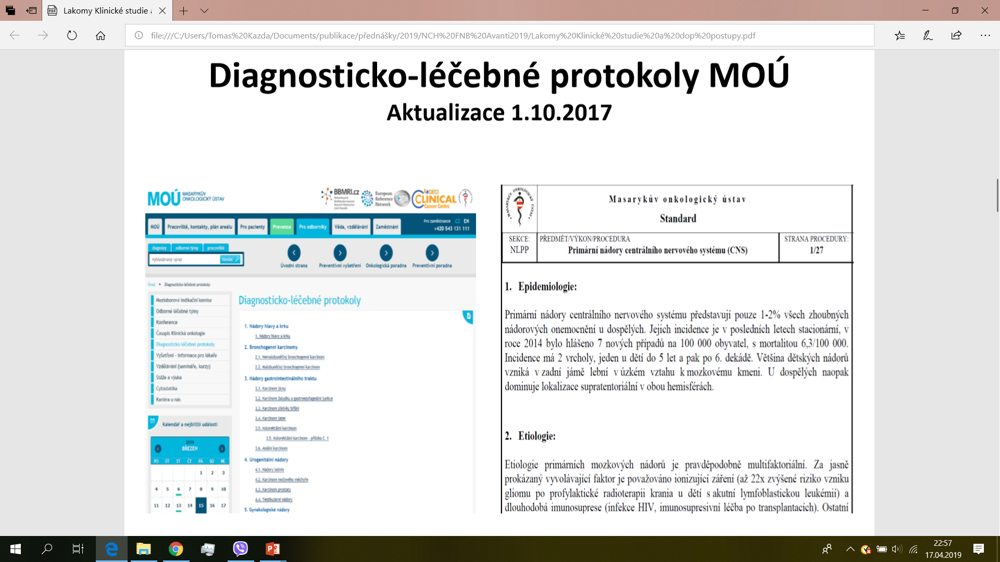 Lakomy Klinické studie a
file:///C:/Users/Tomas%20Kazda/Documents/publikace/přednášky/2019/NCH%20FNB%20Avanti2019/Lakomy%20Klinické%20studie%20a%20dop%20postupy.pdf
Diagnosticko-léčebné protokoly MOÚ
Aktualizace 1.10.2017
MOÚ MASARYKŮV
ONKOLOGICKÝ ÚSTAV
BBMRI.cz
European
Reference
Network
OECI
CLINICAL
Cancer Centre
MOÚ
Pracoviště, kontakty, plán areálu
Pro pacienty
Prevence
Pro odborníky
Věda, vzdělávání
Zaměstnání
Pro zaměstnance CZ EN
+420 543 131 111
diagnózy odborné týmy pracoviště
Vyhledávaný výraz hledat
Úvodní strana Preventivní vyšetření Onkologická poradna Preventivní poradna
Úvod • Diagnosticko-léčebné protokoly
Mezioborové indikační komise
Odborné léčebné týmy
Konference
Časopis Klinická onkologie
Diagnosticko-léčebné protokoly
Vyšetření - informace pro lékaře
Vzdělávání (semináře, kurzy)
Stáže a výuka
Cytostatika
Kariéra u nás
Kalendář a nejbližší události
2019
BŘEZEN
PO ÚT ST ČT PÁ SO NE
1 2 3
4 5 6 7 8 9 10
11 12 13 14 15 16 17
Diagnosticko-léčebné protokoly
1. Nádory hlavy a krku
1. Nádory hlavy a krku
2. Bronchogenní karcinomy
2.1. Nemalobuněčný bronchogenní karcinom
2.2. Malobuněčný bronchogenní karcinom
3. Nádory gastrointestinálního traktu
3.1. Karcinom jícnu
3.2. Karcinom žaludku a gastroezofageální junkce
3.3. Karcinom slinivky břišní
3.4. Karcinom jater
3.5. Kolorektální karcinom
3.5. Kolorektální karcinom - příloha č. 1
3.6. Anální karcinom
4. Urogenitální nádory
4.1. Nádory ledvin
4.2. Karcinom močového měchýře
4.3. Karcinom prostaty
4.4. Testikulární nádory
5. Gynekologické nádory
MASARYKŮV ONKOLOGICKÝ ÚSTAV
Masarykův onkologický ústav
Standard
SEKCE:
NLPP
PŘEDMĚT/VÝKON/PROCEDURA
Primární nádory centrálního nervového systému (CNS)
STRANA PROCEDURY:
1/27
1. Epidemiologie:
Primární nádory centrálního nervového systému představují pouze 1-2% všech zhoubných
nádorových onemocnění u dospělých. Jejich incidence je v posledních letech stacionární, v
roce 2014 bylo hlášeno 7 nových případů na 100 000 obyvatel, s mortalitou 6,3/100 000.
Incidence má 2 vrcholy, jeden u dětí do 5 let a pak po 6. dekádě. Většina dětských nádorů
vzniká v zadní jámě lební v úzkém vztahu k mozkovému kmeni. U dospělých naopak
dominuje lokalizace supratentoriální v obou hemisférách.
2. Etiologie:
Etiologie primárních mozkových nádorů je pravděpodobně multifaktoriální. Za jasně
prokázaný vyvolávající faktor je považováno ionizující záření (až 22x zvýšené riziko vzniku
gliomu po profylaktické radioterapii krania u dětí s akutní lymfoblastickou leukémií) a
dlouhodobá imunosuprese (infekce HIV, imunosupresivní léčba po transplantacích). Ostatní
22:57
17.04.2019